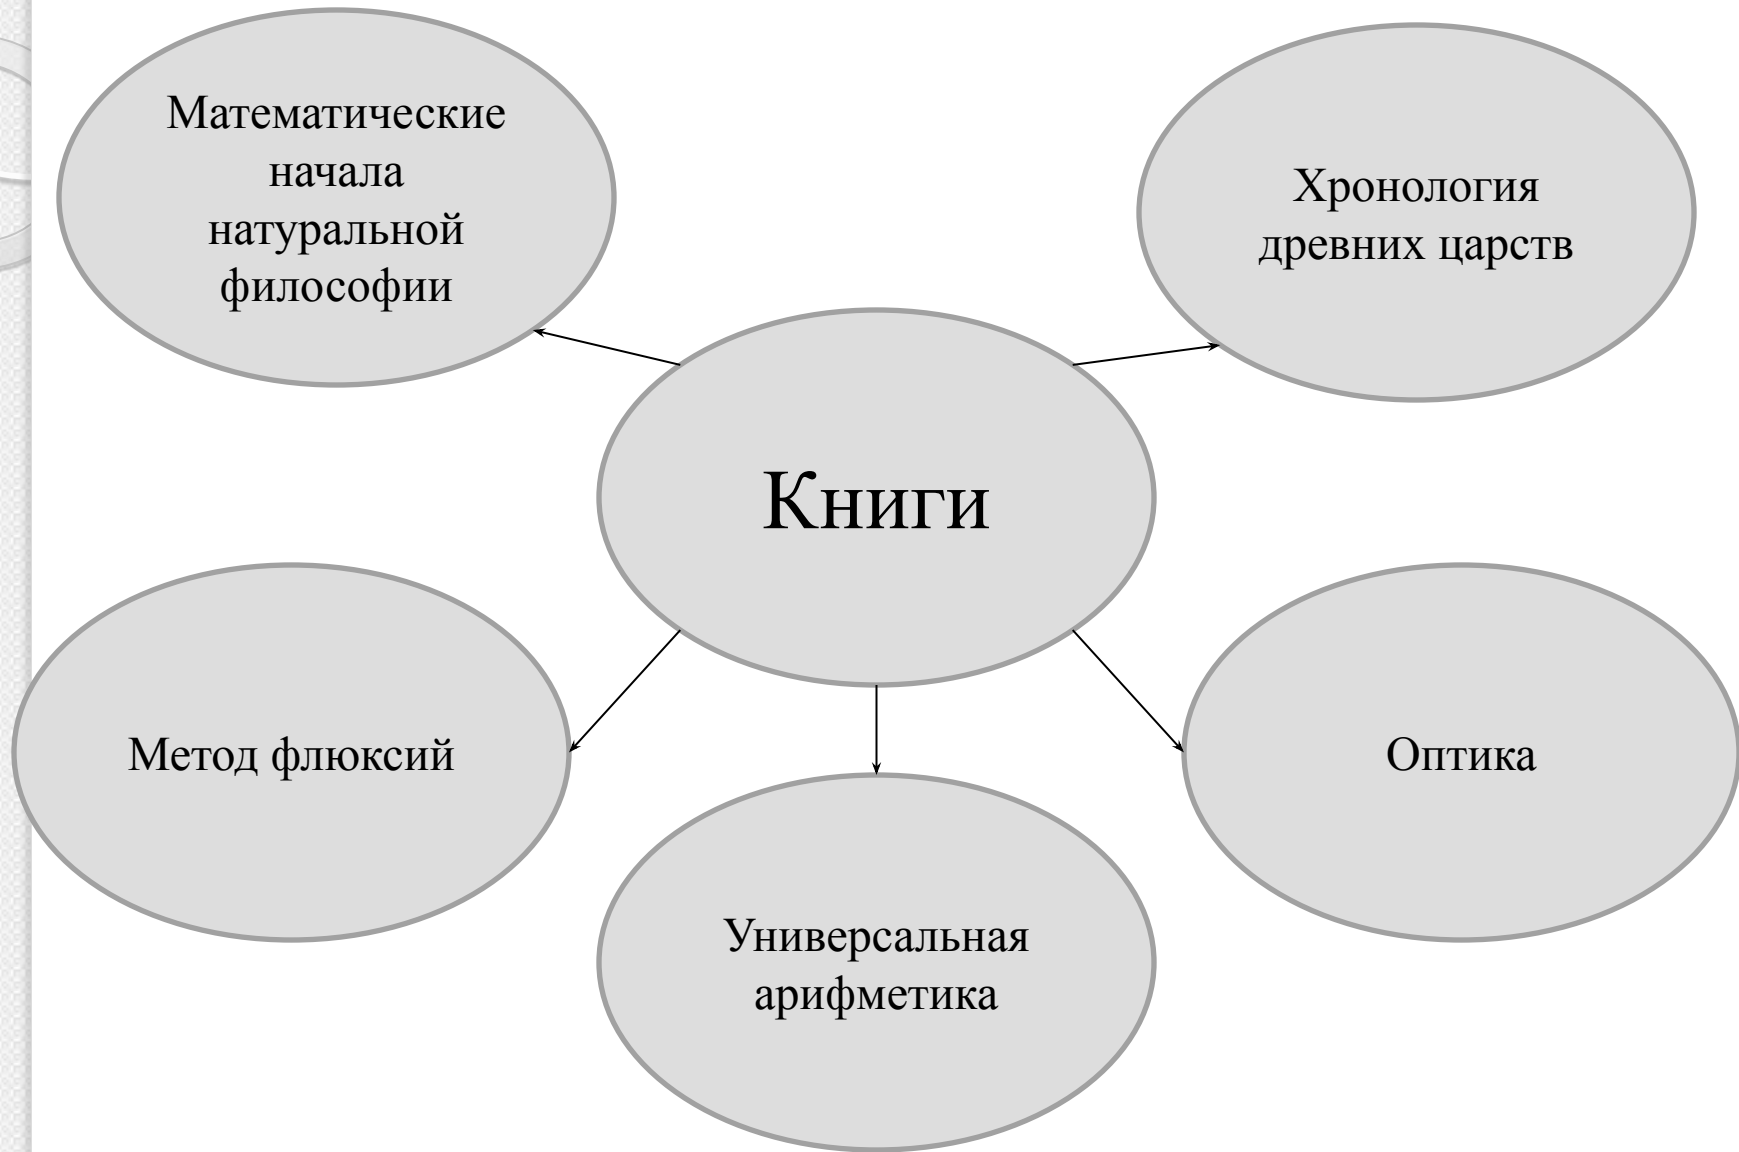 Математические
начала
натуральной
философии
Хронология
древних царств
Книги
Метод флюксий
Оптика
Универсальная
арифметика